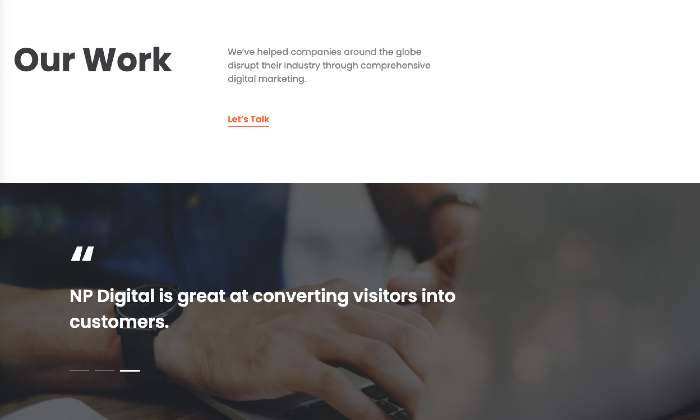 Our Work
We've helped companies around the globe
disrupt their industry through comprehensive
digital marketing.
Let's Talk
“
NP Digital is great at converting visitors into
customers.